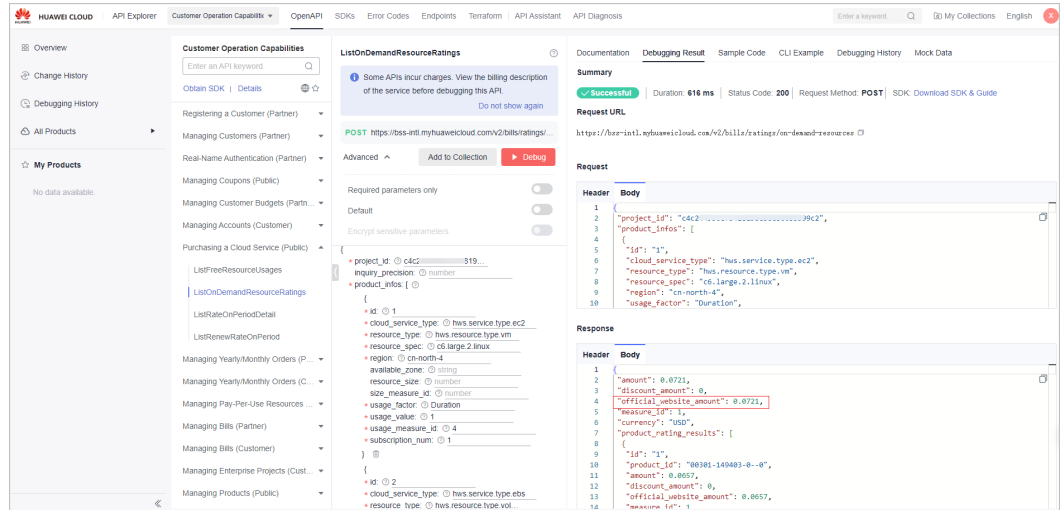 HUAWEI
HUAWEI CLOUD
API Explorer
Customer Operation Capabilitie
OpenAPI
SDKs
Error Codes
Endpoints
Terraform
API Assistant
API Diagnosis
Enter a keyword.
My Collections
English
X
Overview
Change History
Debugging History
All Products
My Products
No data available.
Customer Operation Capabilities
Enter an API keyword.
Obtain SDK | Details
Registering a Customer (Partner)
Managing Customers (Partner)
Real-Name Authentication (Partner)
Managing Coupons (Public)
Managing Customer Budgets (Partn...
Managing Accounts (Customer)
Purchasing a Cloud Service (Public)
ListFreeResourceUsages
ListOnDemandResourceRatings
ListRateOnPeriodDetail
ListRenewRateOnPeriod
Managing Yearly/Monthly Orders (P...
Managing Yearly/Monthly Orders (C...
Managing Pay-Per-Use Resources ...
Managing Bills (Partner)
Managing Bills (Customer)
Managing Enterprise Projects (Cust...
Managing Products (Public)
ListOnDemandResourceRatings
Some APIs incur charges. View the billing description
of the service before debugging this API.
Do not show again
POST https://bss-intl.myhuaweicloud.com/v2/bills/ratings/...
Advanced
Add to Collection
Debug
Required parameters only
Default
Encrypt sensitive parameters
{
* project_id: c4c2 819...
inquiry_precision: number
* product_infos: [
{
* id: 1
* cloud_service_type: hws.service.type.ec2
* resource_type: hws.resource.type.vm
* resource_spec: c6.large.2.linux
* region: cn-north-4
available_zone: string
resource_size: number
size_measure_id: number
* usage_factor: Duration
* usage_value: 1
* usage_measure_id: 4
* subscription_num: 1
}
{
* id: 2
* cloud_service_type: hws.service.type.ebs
* resource_type: hws.resource.type.vol...
Documentation
Debugging Result
Sample Code
CLI Example
Debugging History
Mock Data
Summary
Successful | Duration: 616 ms | Status Code: 200 | Request Method: POST | SDK: Download SDK & Guide
Request URL
https://bss-intl.myhuaweicloud.com/v2/bills/ratings/on-demand-resources
Request
Header Body
1 {
2 "project_id": "c4c2 99c2",
3 "product_infos": [
4 {
5 "id": "1",
6 "cloud_service_type": "hws.service.type.ec2",
7 "resource_type": "hws.resource.type.vm",
8 "resource_spec": "c6.large.2.linux",
9 "region": "cn-north-4",
10 "usage_factor": "Duration",
Response
Header Body
1 {
2 "amount": 0.0721,
3 "discount_amount": 0,
4 "official_website_amount": 0.0721,
5 "measure_id": 1,
6 "currency": "USD",
7 "product_rating_results": [
8 {
9 "id": "1",
10 "product_id": "00301-149403-0--0",
11 "amount": 0.0657,
12 "discount_amount": 0,
13 "official_website_amount": 0.0657,
14 "measure_id": 1